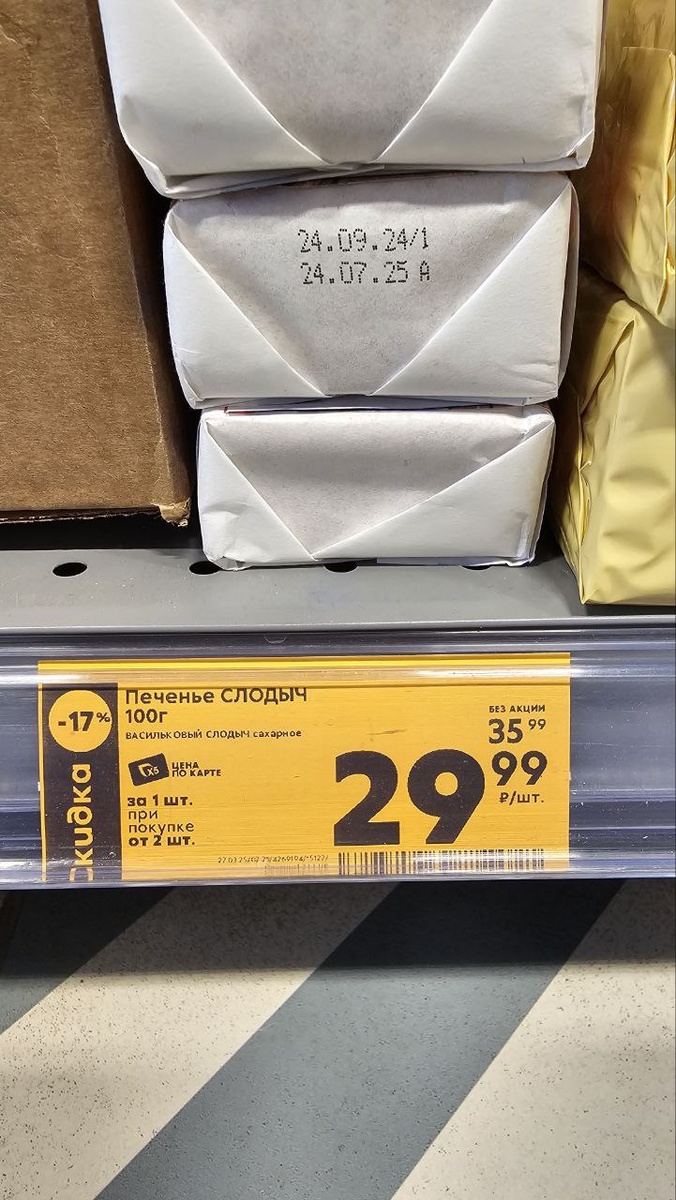 24.09.24/1
24.07.25 А
Печенье СЛОДЫЧ
100г
ВАСИЛЬКОВЫЙ СЛОДЫЧ сахарное
-17%
Скидка
X5
ЦЕНА
ПО КАРТЕ
за 1 шт.
при
покупке
от 2 шт.
БЕЗ АКЦИИ
35 99
29 99
₽/шт.